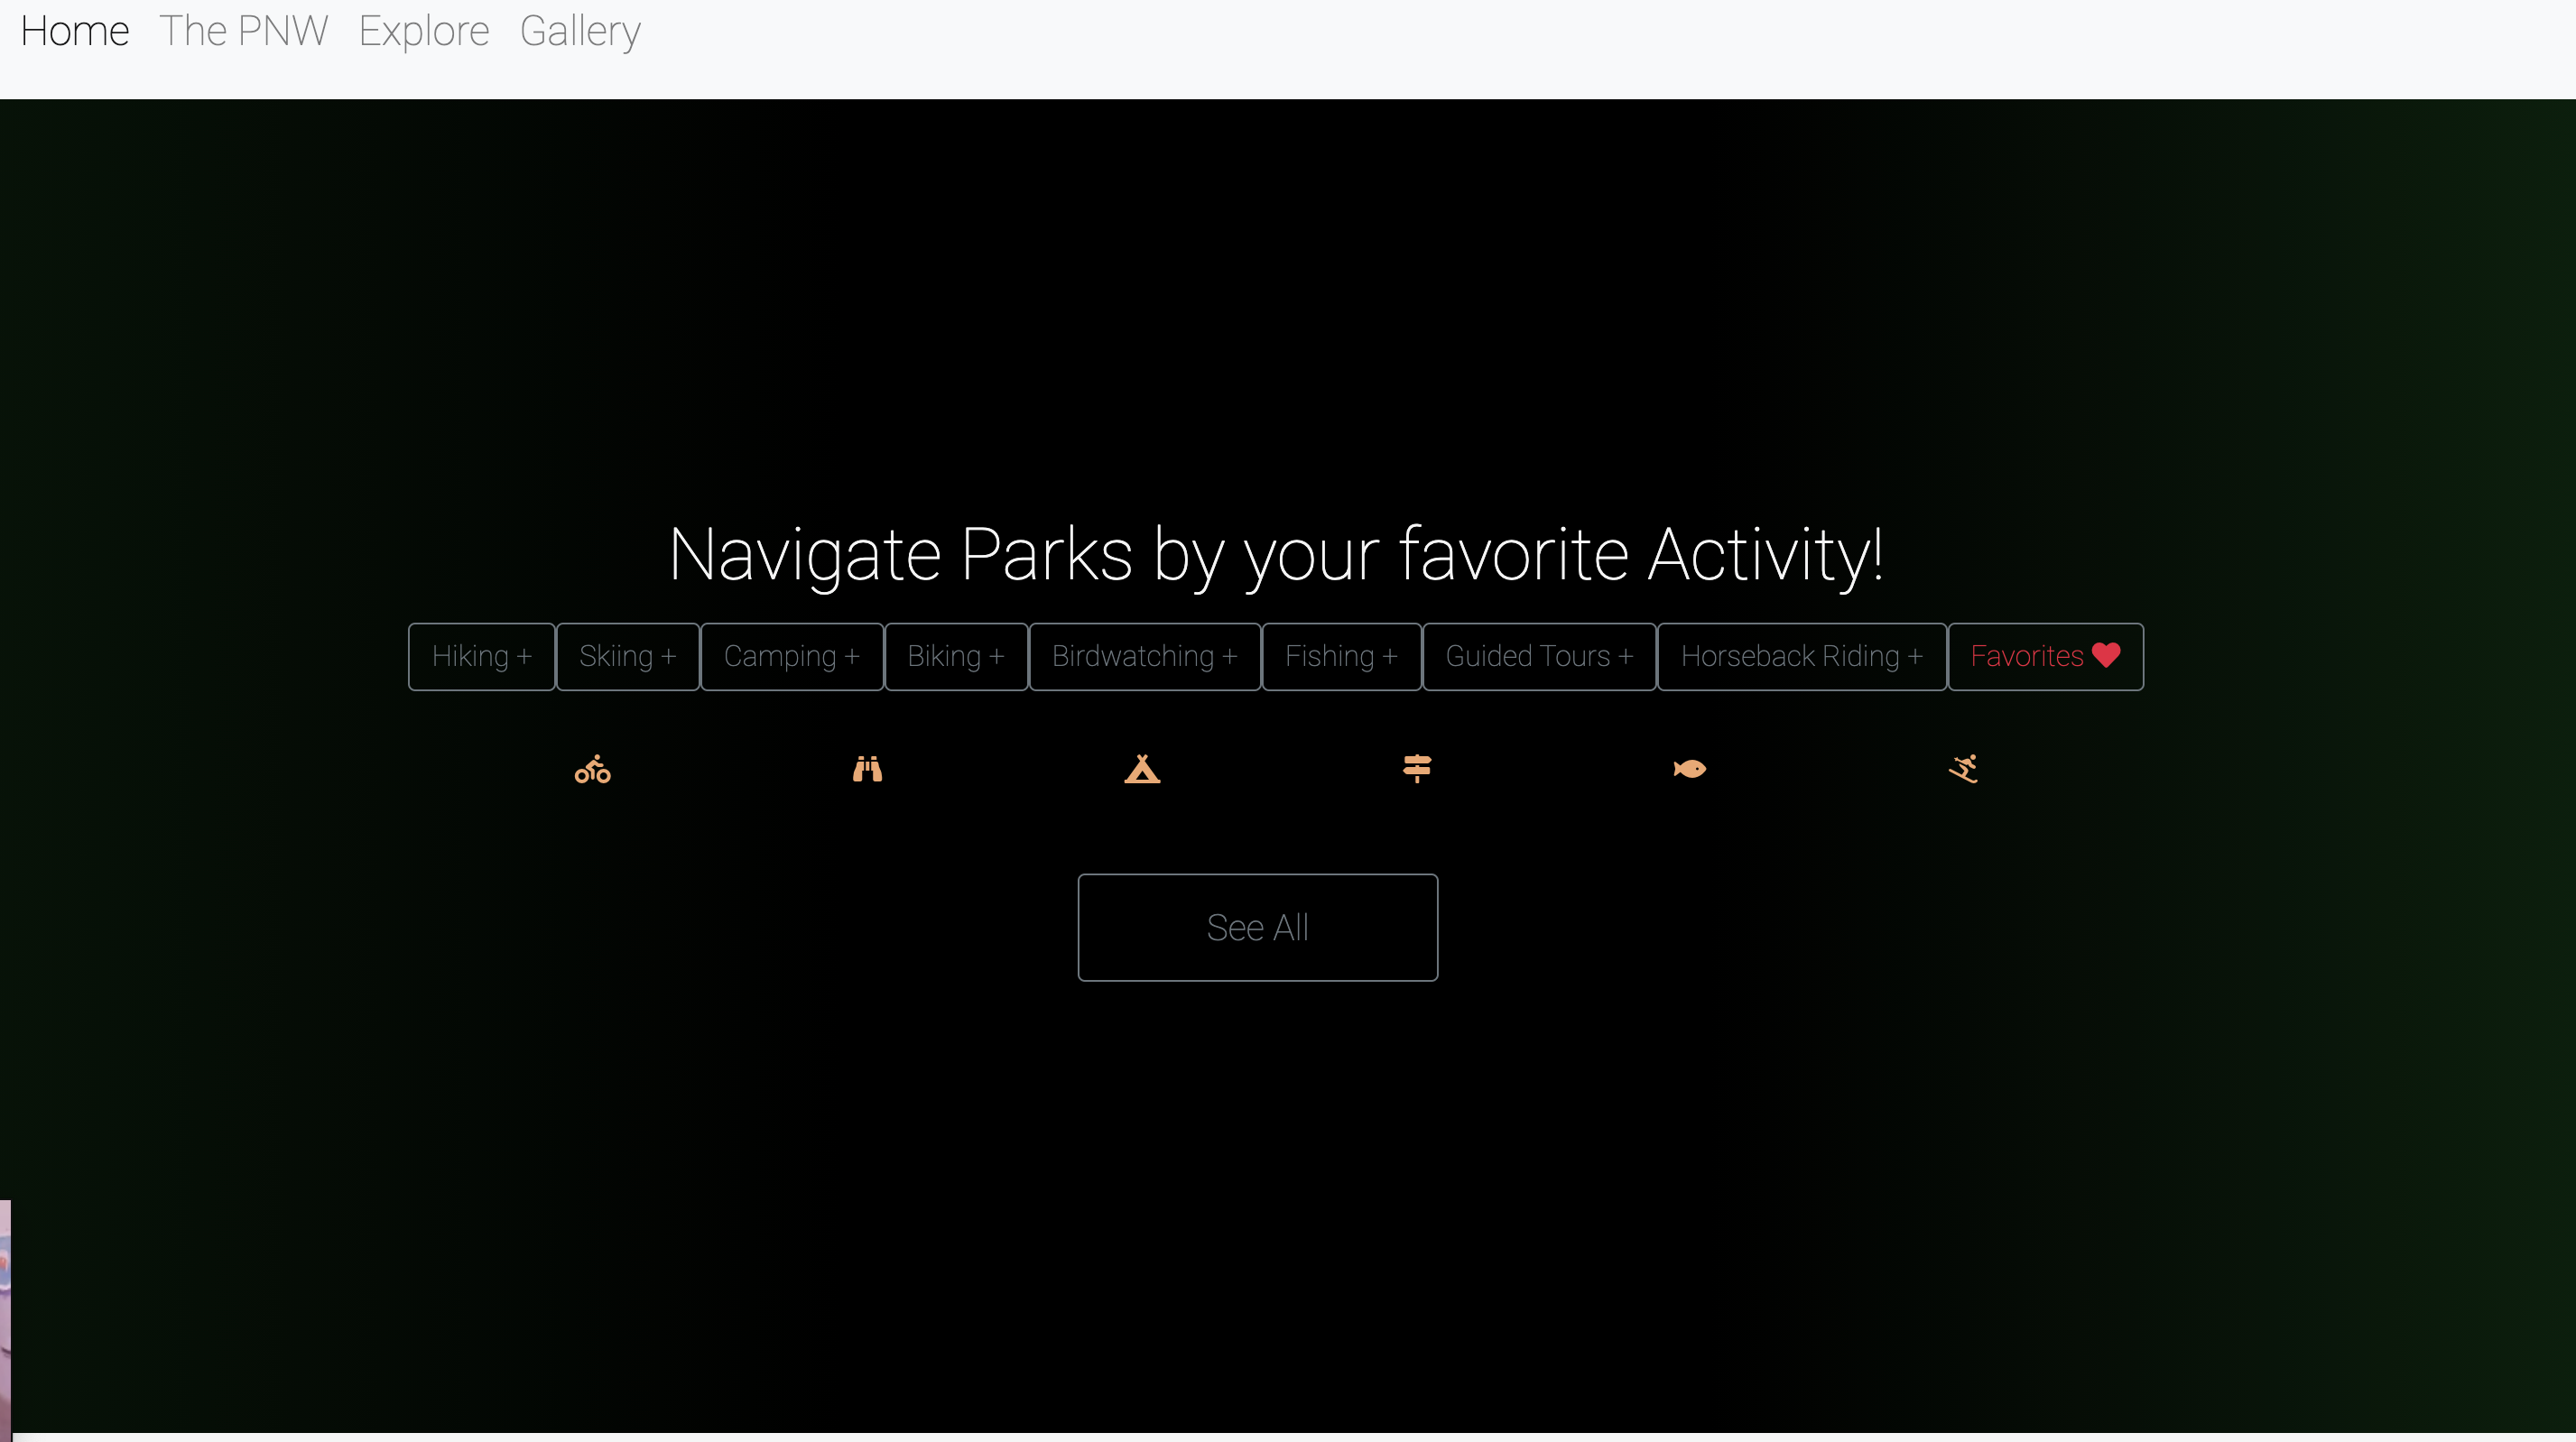 Home The PNW Explore Gallery
Navigate Parks by your favorite Activity!
Hiking + Skiing + Camping + Biking + Birdwatching + Fishing + Guided Tours + Horseback Riding + Favorites
See All